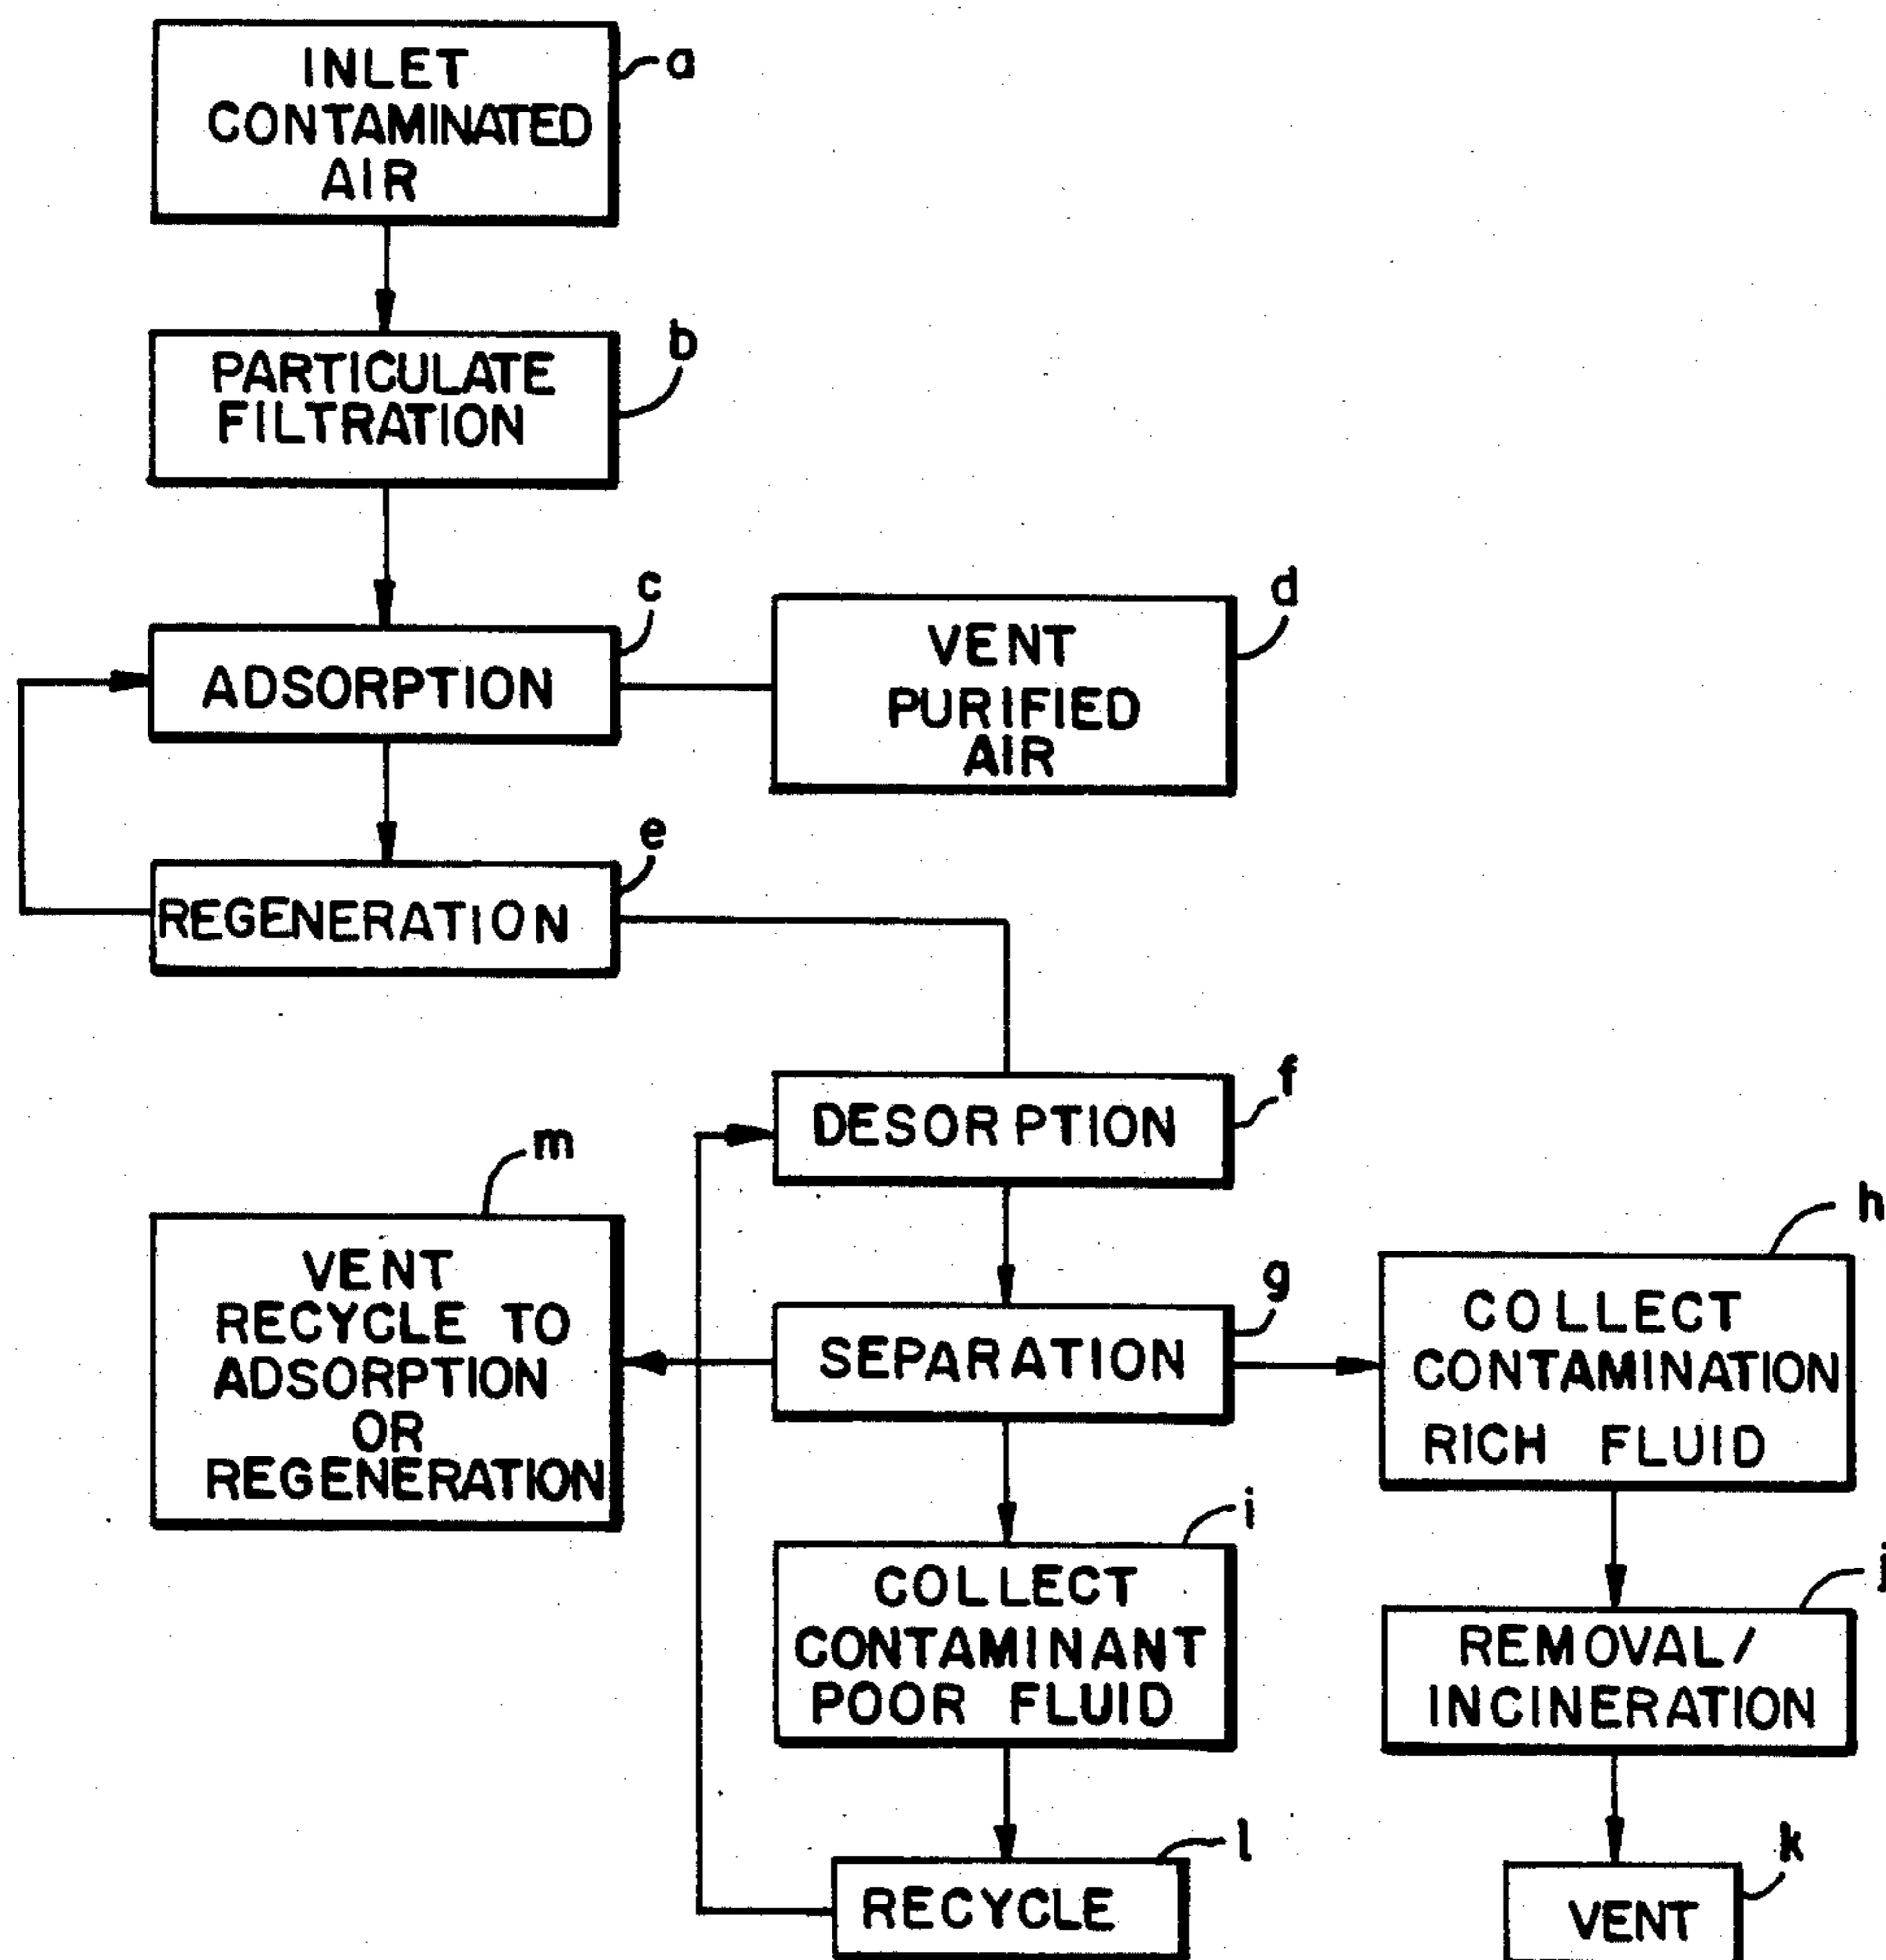 INLET
CONTAMINATED
AIR
a
PARTICULATE
FILTRATION
b
ADSORPTION
c
VENT
PURIFIED
AIR
d
REGENERATION
e
DESORPTION
f
VENT
RECYCLE TO
ADSORPTION
OR
REGENERATION
m
SEPARATION
g
COLLECT
CONTAMINATION
RICH FLUID
h
COLLECT
CONTAMINANT
POOR FLUID
i
REMOVAL/
INCINERATION
j
RECYCLE
l
VENT
k